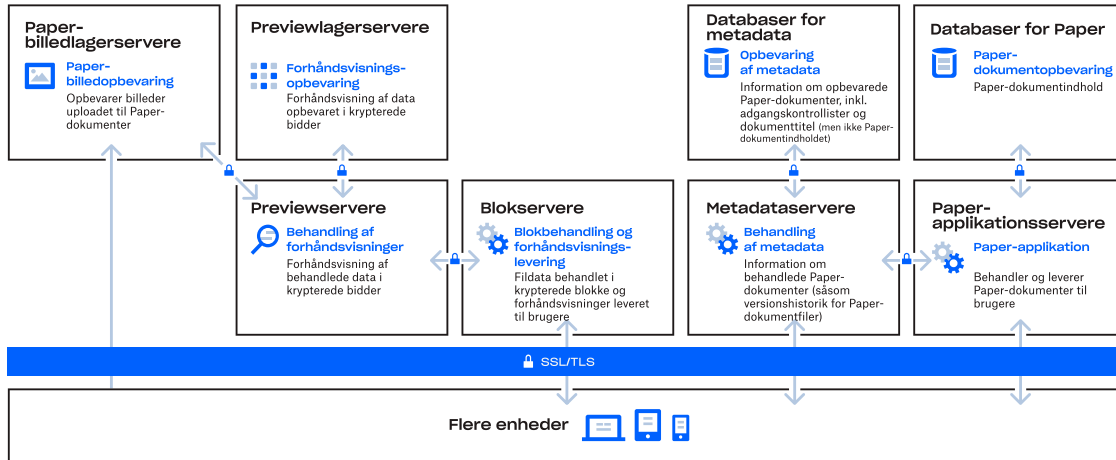 Paper-
billedlagerservere
Paper-
billedopbevaring
Opbevarer billeder
uploadet til Paper-
dokumenter
Previewlagerservere
Forhåndsvisnings-
opbevaring
Forhåndsvisning af data
opbevaret i krypterede
bidder
Databaser for
metadata
Opbevaring
af metadata
Information om opbevarede
Paper-dokumenter, inkl.
adgangskontrollister og
dokumenttitel (men ikke Paper-
dokumentindholdet)
Databaser for Paper
Paper-
dokumentopbevaring
Paper-dokumentindhold
Previewservere
Behandling af
forhåndsvisninger
Forhåndsvisning af
behandlede data i
krypterede bidder
Blokservere
Blokbehandling og
forhåndsvisnings-
levering
Fildata behandlet i
krypterede blokke og
forhåndsvisninger leveret
til brugere
Metadataservere
Behandling
af metadata
Information om
behandlede Paper-
dokumenter (såsom
versionshistorik for Paper-
dokumentfiler)
Paper-
applikationsservere
Paper-applikation
Behandler og leverer
Paper-dokumenter til
brugere
SSL/TLS
Flere enheder